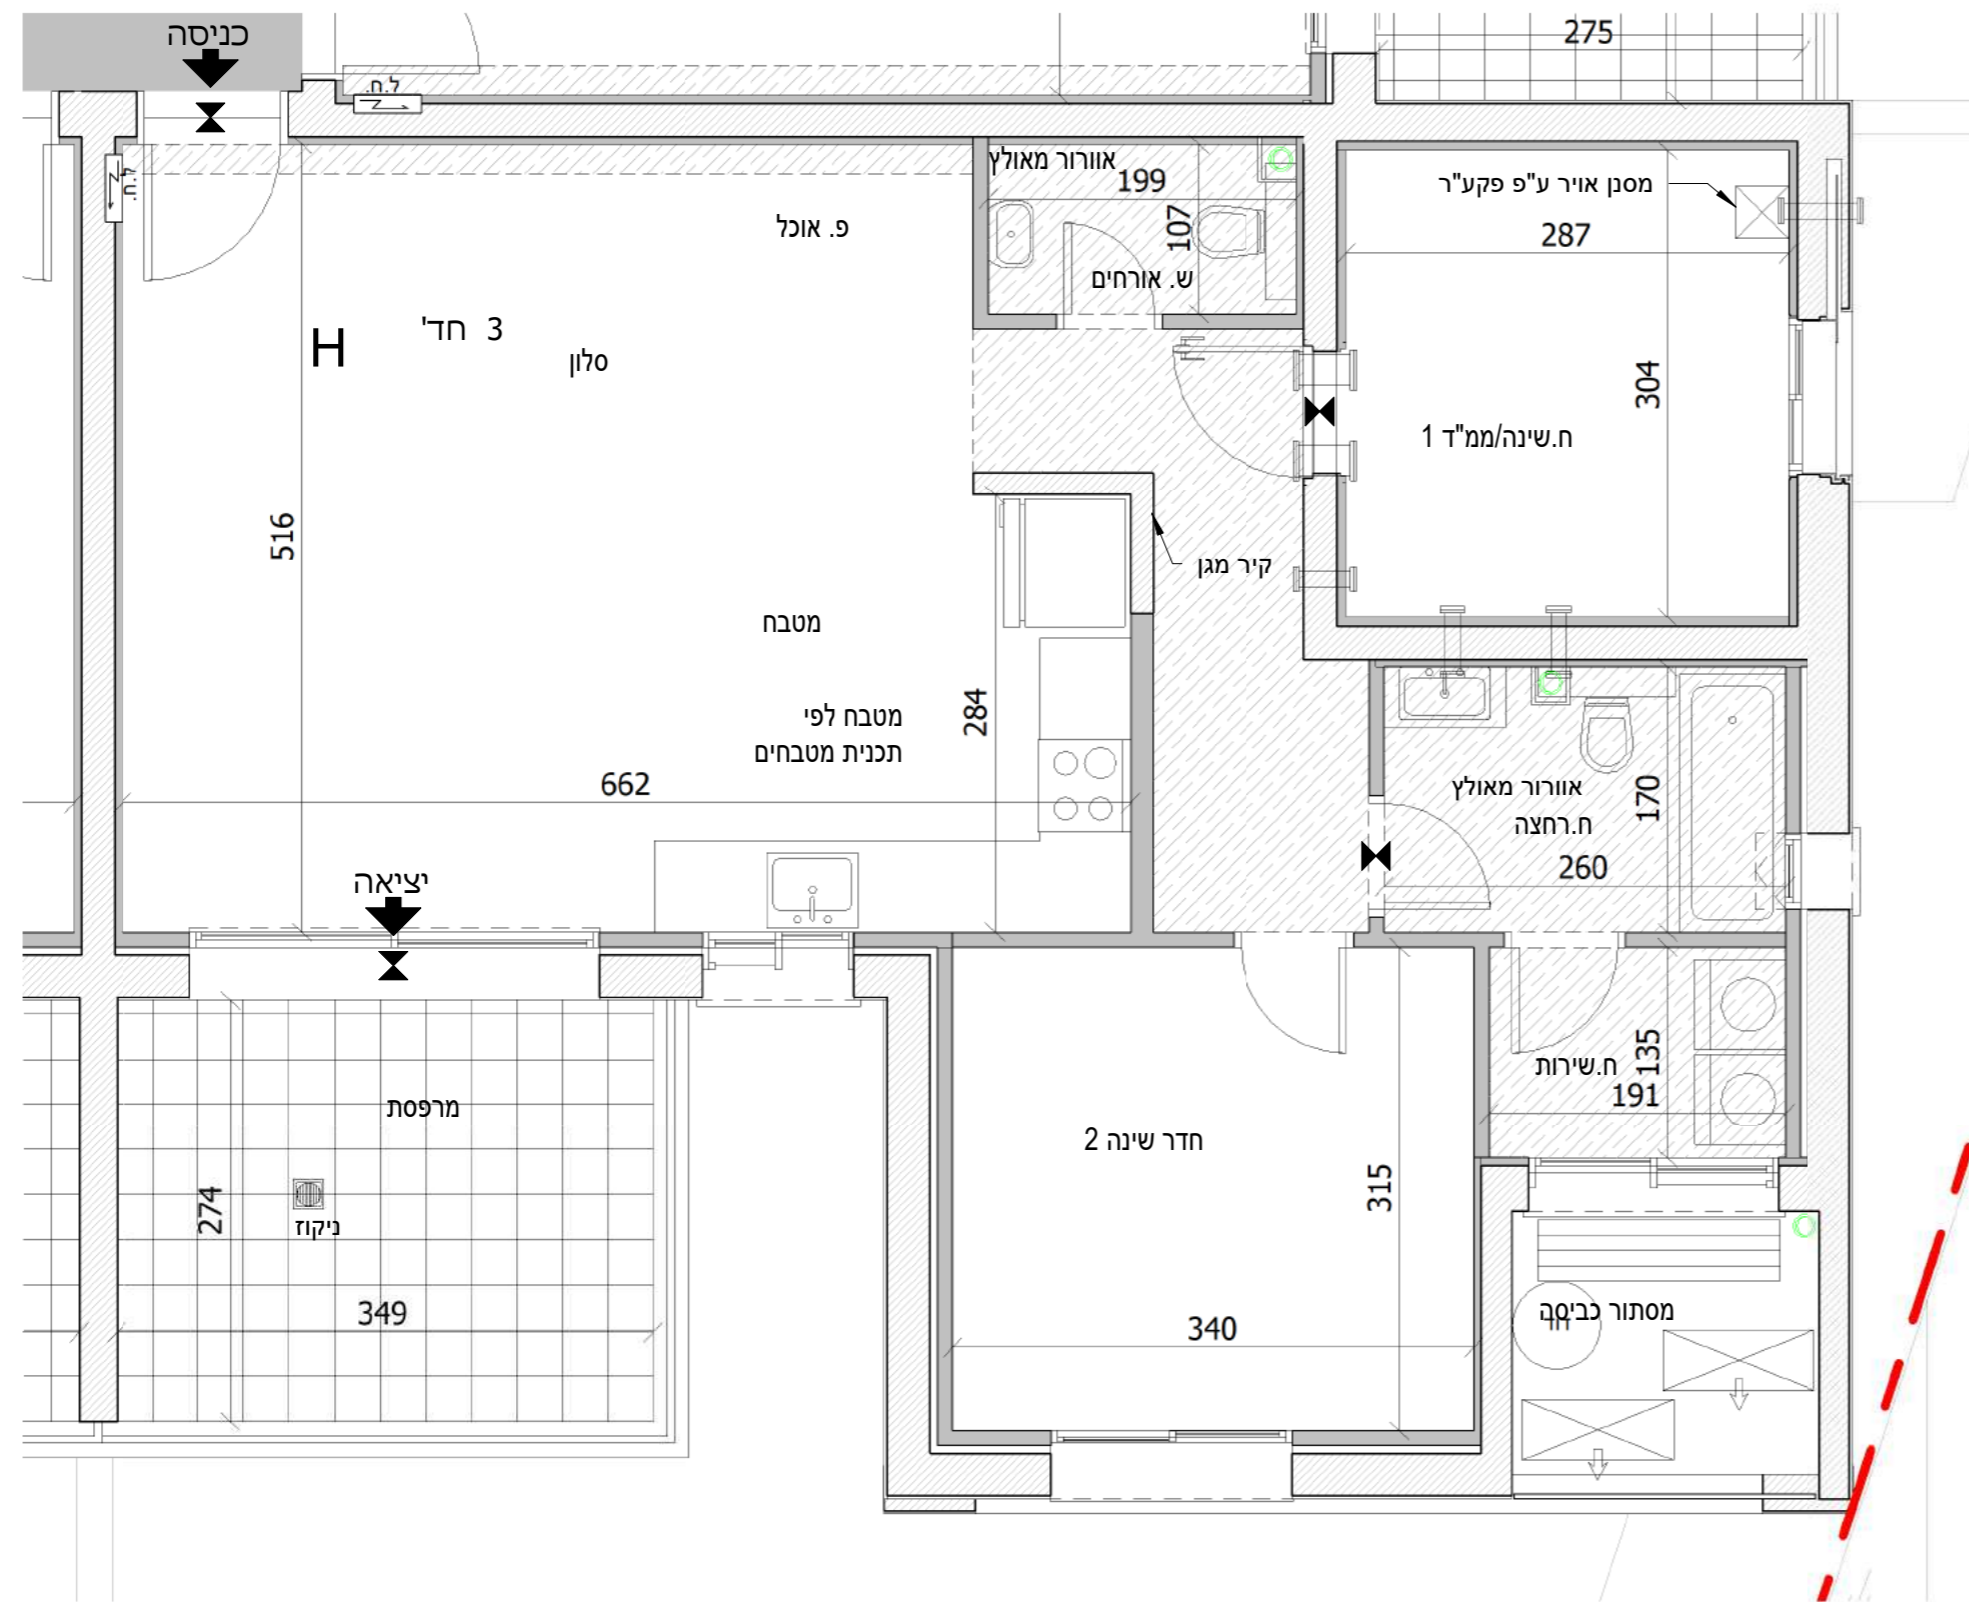 כניסה
ל.ח.
275
ל.ח.
אוורור מאולץ
199
107
ש. אורחים
מסנן אויר ע"פ פקע"ר
287
פ. אוכל
H
3 חד'
סלון
304
ח.שינה/ממ"ד 1
516
קיר מגן
מטבח
מטבח לפי
תכנית מטבחים
284
662
אוורור מאולץ
170
ח.רחצה
260
יציאה
ח.שירות
135
191
מרפסת
חדר שינה 2
315
274
ניקוז
349
340
מסתור כביסה
דוד